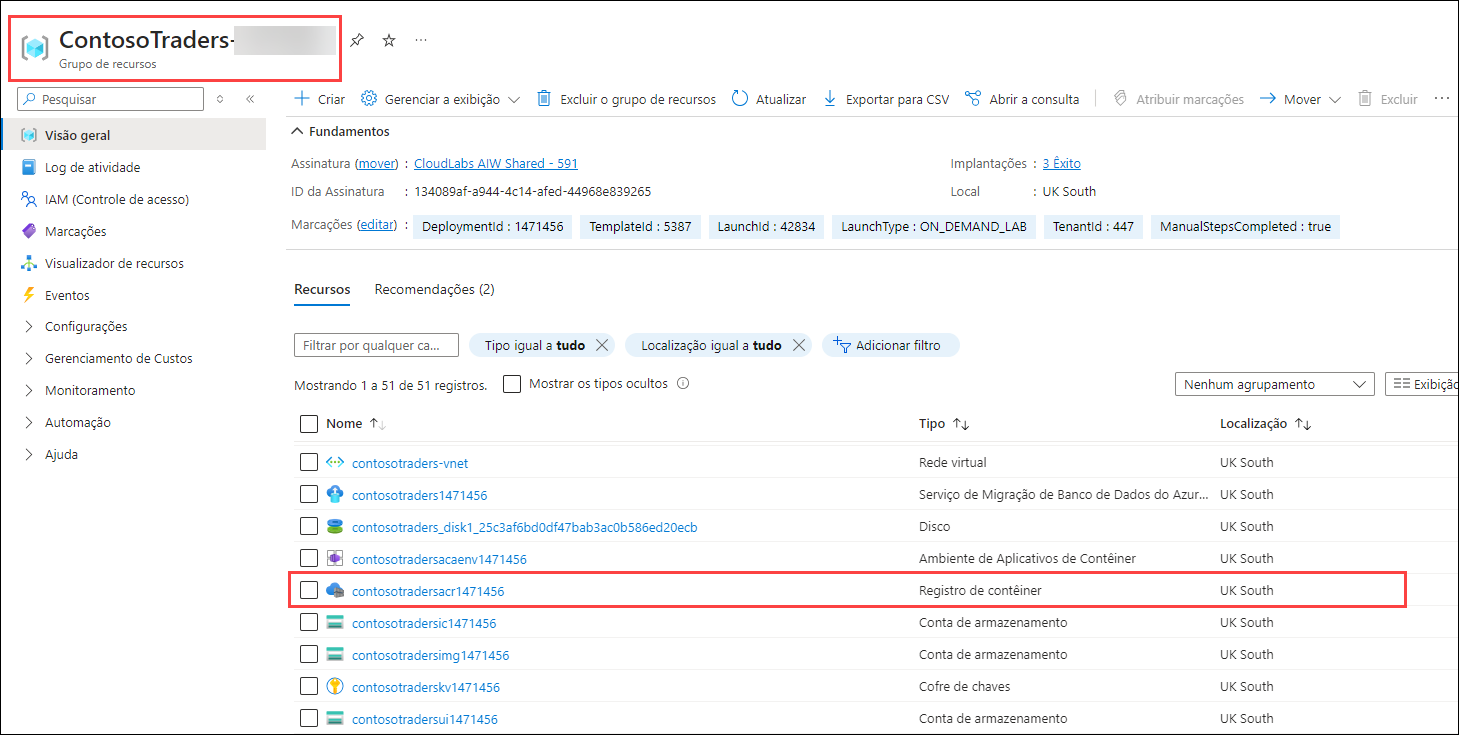 ContosoTraders-
Grupo de recursos
Pesquisar
Criar Gerenciar a exibição Excluir o grupo de recursos Atualizar Exportar para CSV Abrir a consulta Atribuir marcações Mover Excluir
Visão geral
Log de atividade
IAM (Controle de acesso)
Marcações
Visualizador de recursos
Eventos
Configurações
Gerenciamento de Custos
Monitoramento
Automação
Ajuda
Fundamentos
Assinatura (mover) : CloudLabs AIW Shared - 591
ID da Assinatura : 134089af-a944-4c14-afed-44968e839265
Implantações : 3 Êxito
Local : UK South
Marcações (editar) : DeploymentId : 1471456 TemplateId : 5387 LaunchId : 42834 LaunchType : ON_DEMAND_LAB TenantId : 447 ManualStepsCompleted : true
Recursos Recomendações (2)
Filtrar por qualquer ca... Tipo igual a tudo Localização igual a tudo Adicionar filtro
Mostrando 1 a 51 de 51 registros. Mostrar os tipos ocultos Nenhum agrupamento Exibição
Nome Tipo Localização
contosotraders-vnet Rede virtual UK South
contosotraders1471456 Serviço de Migração de Banco de Dados do Azur... UK South
contosotraders_disk1_25c3af6bd0df47bab3ac0b586ed20ecb Disco UK South
contosotradersacaenv1471456 Ambiente de Aplicativos de Contêiner UK South
contosotradersacr1471456 Registro de contêiner UK South
contosotradersic1471456 Conta de armazenamento UK South
contosotradersimg1471456 Conta de armazenamento UK South
contosotraderskv1471456 Cofre de chaves UK South
contosotradersui1471456 Conta de armazenamento UK South